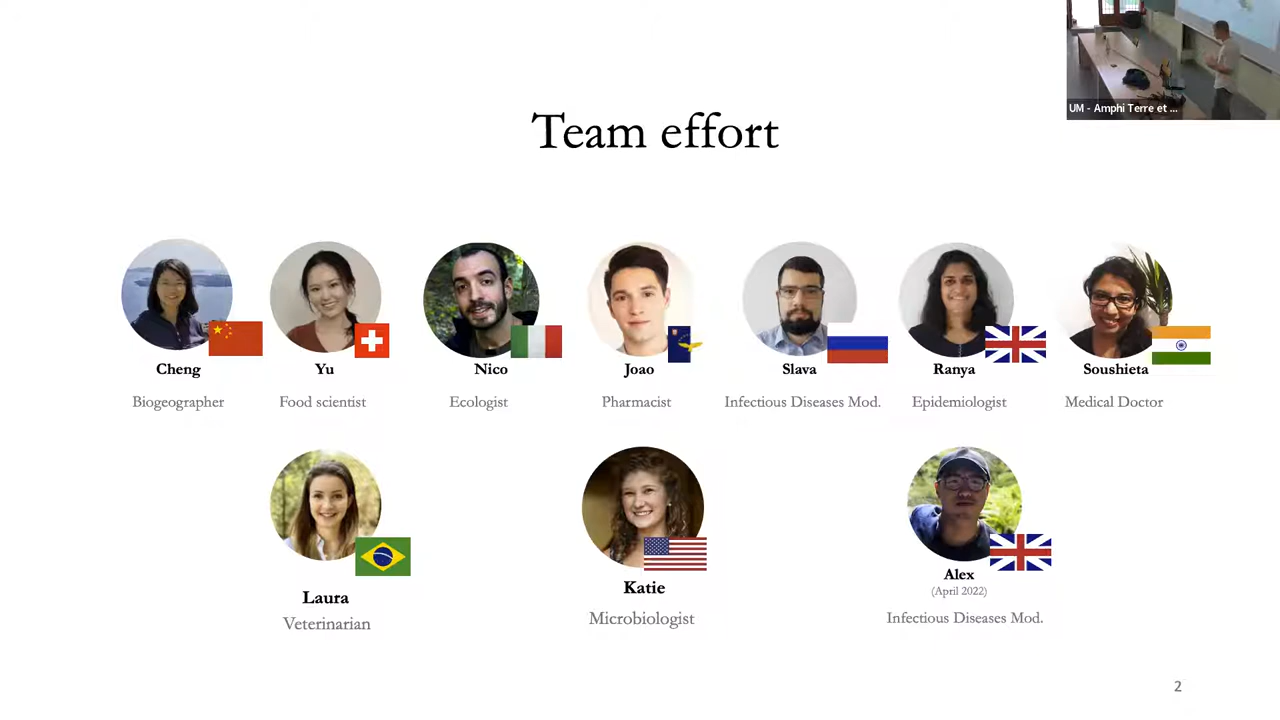 UM - Amphi Terre et ...
Team effort
Cheng
Yu
Nico
Joao
Slava
Ranya
Soushieta
Biogeographer
Food scientist
Ecologist
Pharmacist
Infectious Diseases Mod.
Epidemiologist
Medical Doctor
Laura
Veterinarian
Katie
Microbiologist
Alex
(April 2022)
Infectious Diseases Mod.
2